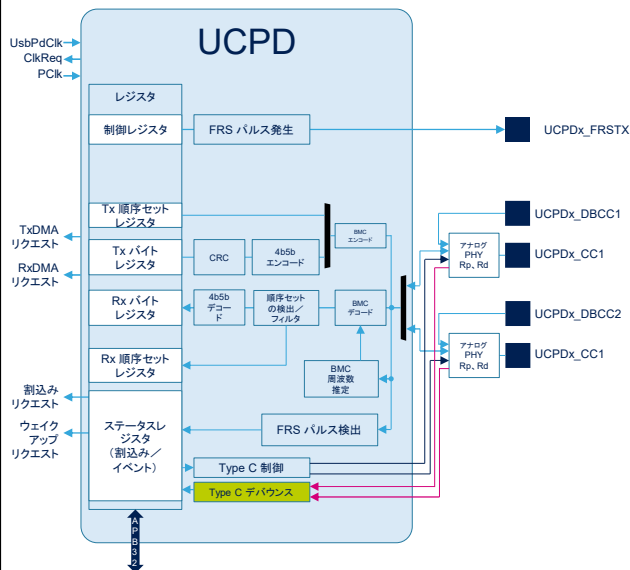 UCPD
UsbPdClk
ClkReq
PClk
レジスタ
制御レジスタ
FRS パルス発生
UCPDx_FRSTX
Tx 順序セット
レジスタ
BMC
エンコード
UCPDx_DBCC1
TxDMA
リクエスト
Tx バイト
レジスタ
CRC
4b5b
エンコード
アナログ
PHY
Rp、Rd
UCPDx_CC1
RxDMA
リクエスト
Rx バイト
レジスタ
4b5b
デコー
ド
順序セット
の検出／
フィルタ
BMC
デコード
UCPDx_DBCC2
Rx 順序セット
レジスタ
BMC
周波数
推定
アナログ
PHY
Rp、Rd
UCPDx_CC1
割込み
リクエスト
ウェイク
アップ
リクエスト
ステータスレ
ジスタ
（割込み／
イベント）
FRS パルス検出
Type C 制御
Type C デバウンス
APB32